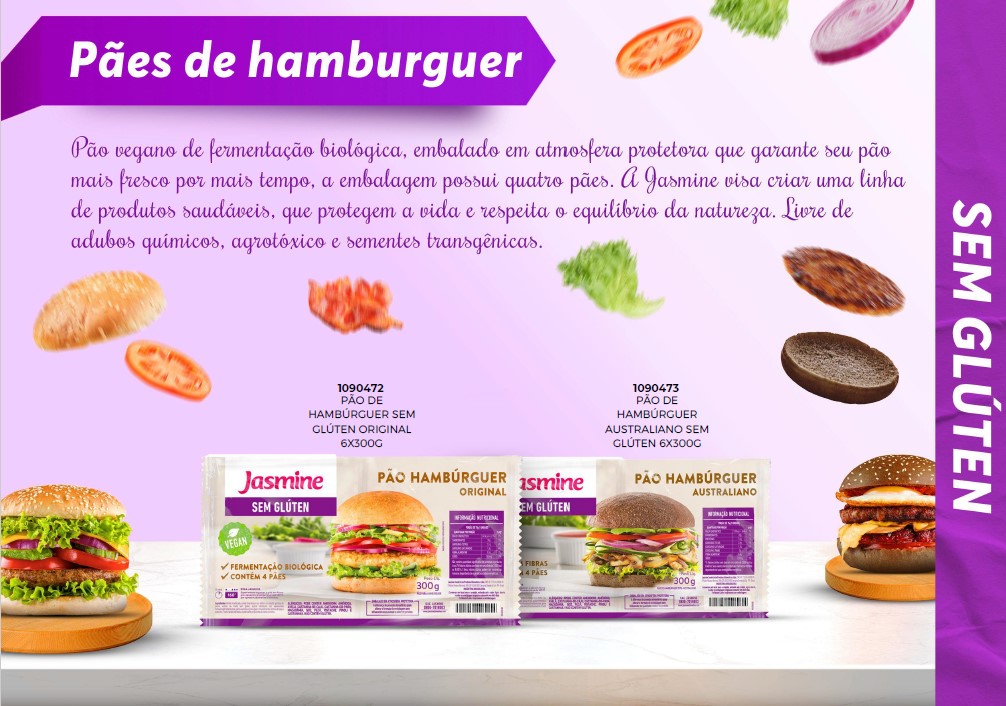 Pães de hamburguer
Pão vegano de fermentação biológica, embalado em atmosfera protetora que garante seu pão
mais fresco por mais tempo, a embalagem possui quatro pães. A Jasmine visa criar uma linha
de produtos saudáveis, que protegem a vida e respeita o equilíbrio da natureza. Livre de
adubos químicos, agrotóxico e sementes transgênicas.
SEM GLÚTEN
1090472
PÃO DE
HAMBÚRGUER SEM
GLÚTEN ORIGINAL
6X300G
1090473
PÃO DE
HAMBÚRGUER
AUSTRALIANO SEM
GLÚTEN 6X300G
Jasmine
SEM GLÚTEN
VEGAN
FERMENTAÇÃO BIOLÓGICA
CONTÉM 4 PÃES
PÃO HAMBÚRGUER
ORIGINAL
INFORMAÇÃO NUTRICIONAL
300g
asmine
EM GLÚTEN
FIBRAS
4 PÃES
PÃO HAMBÚRGUER
AUSTRALIANO
INFORMAÇÃO NUTRICIONAL
300g